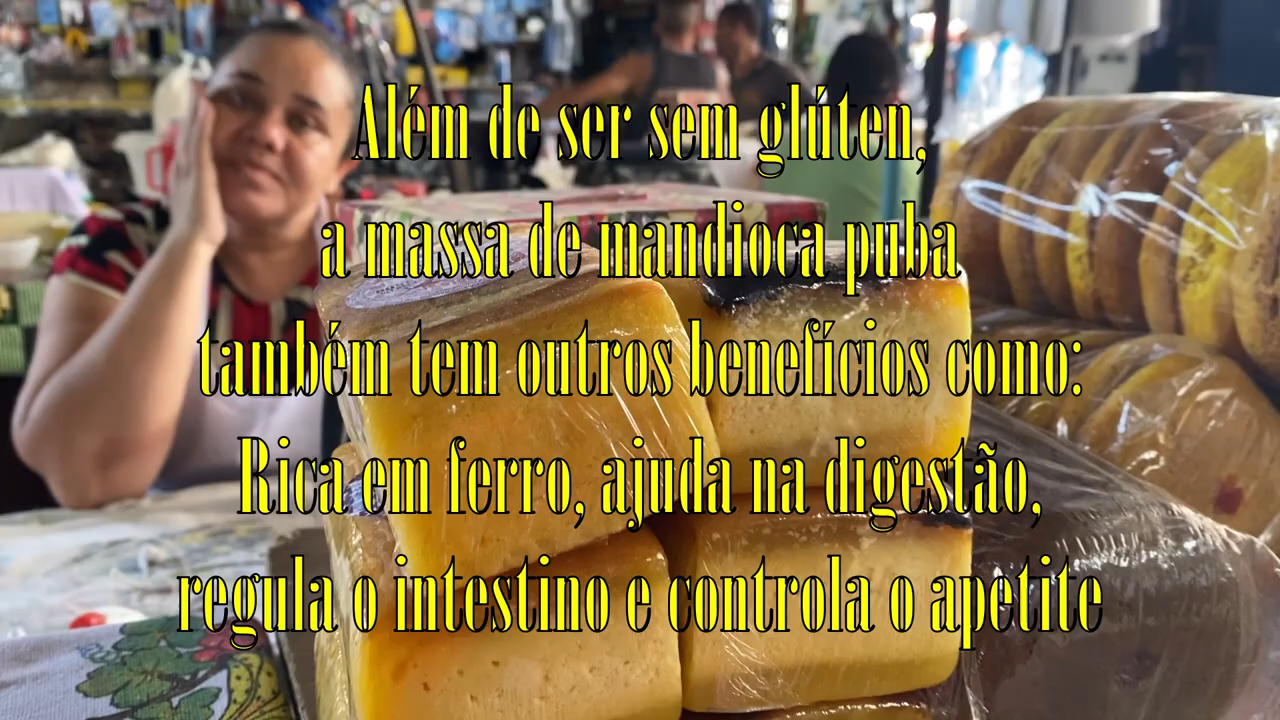 Além de ser sem glúten,
a massa de mandioca puba
também tem outros benefícios como:
Rica em ferro, ajuda na digestão,
regula o intestino e controla o apetite